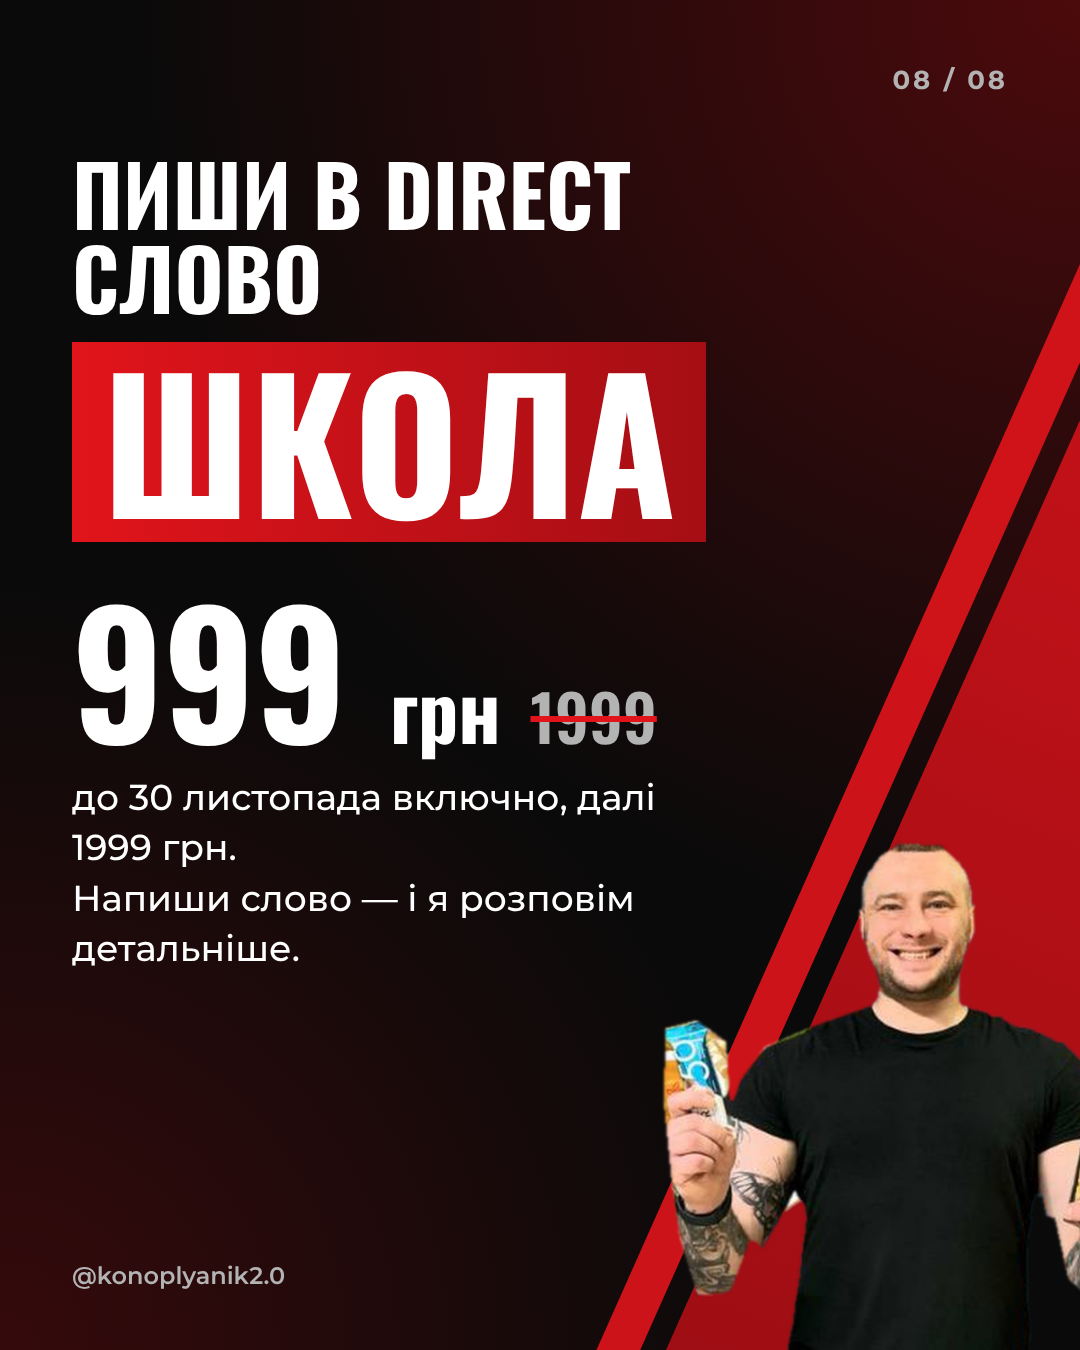 08 / 08
ПИШИ В DIRECT
СЛОВО
ШКОЛА
999 грн 1999
до 30 листопада включно, далі
1999 грн.
Напиши слово — і я розповім
детальніше.
50
@konoplyanik2.0